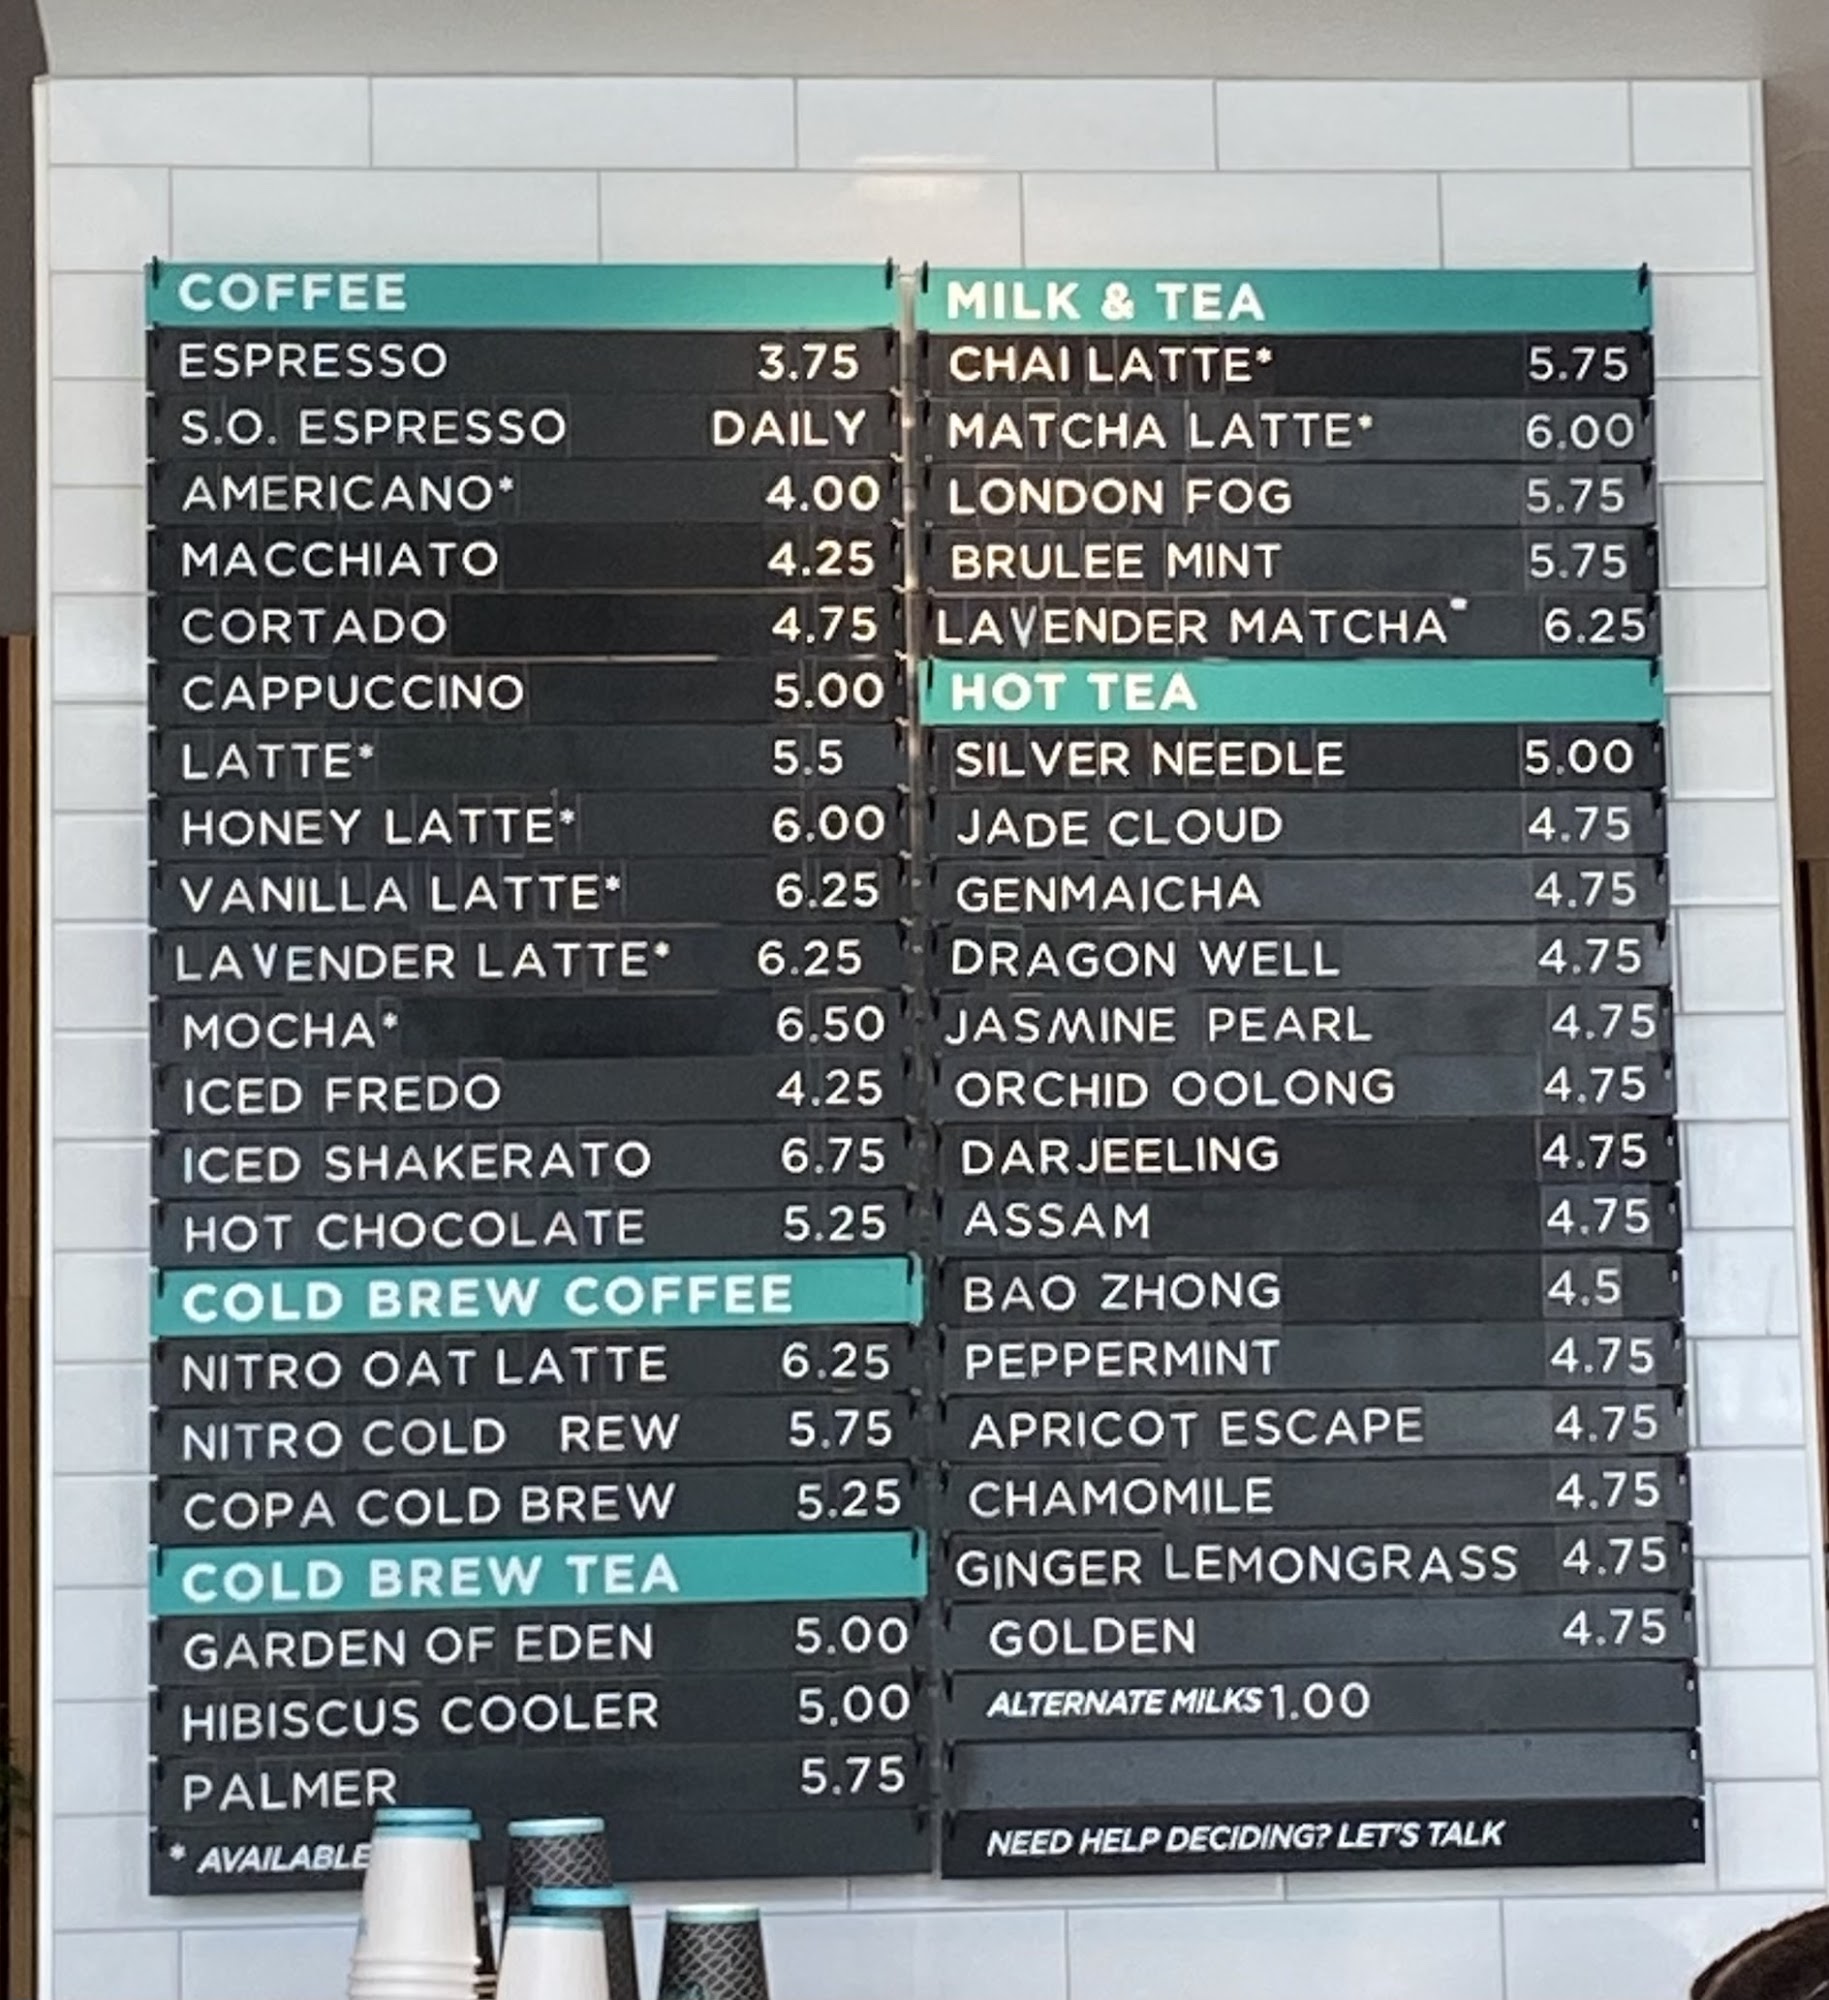 COFFEE
ESPRESSO 3.75
S.O. ESPRESSO DAILY
AMERICANO* 4.00
MACCHIATO 4.25
CORTADO 4.75
CAPPUCCINO 5.00
LATTE* 5.5
HONEY LATTE* 6.00
VANILLA LATTE* 6.25
LAVENDER LATTE* 6.25
MOCHA* 6.50
ICED FREDO 4.25
ICED SHAKERATO 6.75
HOT CHOCOLATE 5.25
COLD BREW COFFEE
NITRO OAT LATTE 6.25
NITRO COLD REW 5.75
COPA COLD BREW 5.25
COLD BREW TEA
GARDEN OF EDEN 5.00
HIBISCUS COOLER 5.00
PALMER 5.75
* AVAILABLE
MILK & TEA
CHAI LATTE* 5.75
MATCHA LATTE* 6.00
LONDON FOG 5.75
BRULEE MINT 5.75
LAVENDER MATCHA* 6.25
HOT TEA
SILVER NEEDLE 5.00
JADE CLOUD 4.75
GENMAICHA 4.75
DRAGON WELL 4.75
JASMINE PEARL 4.75
ORCHID OOLONG 4.75
DARJEELING 4.75
ASSAM 4.75
BAO ZHONG 4.5
PEPPERMINT 4.75
APRICOT ESCAPE 4.75
CHAMOMILE 4.75
GINGER LEMONGRASS 4.75
GOLDEN 4.75
ALTERNATE MILKS 1.00
NEED HELP DECIDING? LET'S TALK